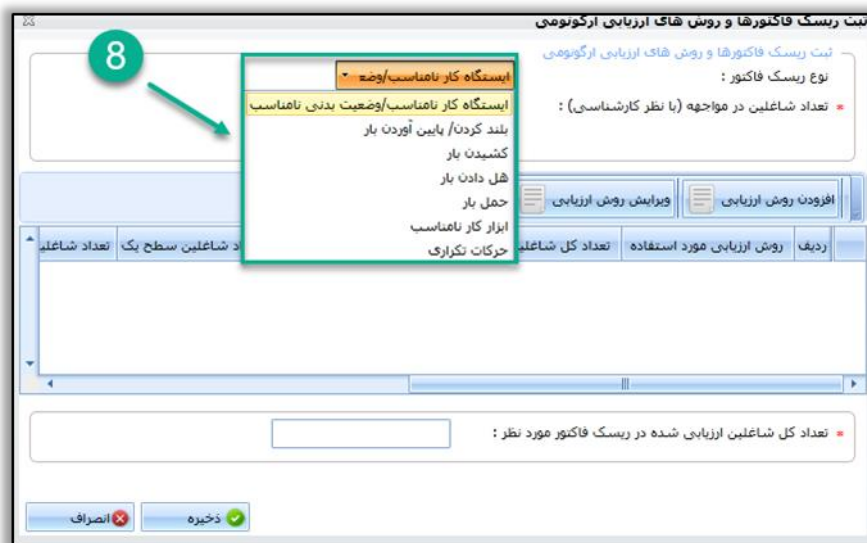 ثبت ریسک فاکتورها و روش های ارزیابی ارگونومی
ثبت ریسک فاکتورها و روش های ارزیابی ارگونومی
8
نوع ریسک فاکتور :
ایستگاه کار نامناسب/وضع
* تعداد شاغلین در مواجهه (با نظر کارشناسی) :
ایستگاه کار نامناسب/وضعیت بدنی نامناسب
بلند کردن/ پایین آوردن بار
کشیدن بار
هل دادن بار
حمل بار
ابزار کار نامناسب
حرکات تکراری
افزودن روش ارزیابی
ویرایش روش ارزیابی
ردیف
روش ارزیابی مورد استفاده
تعداد کل شاغلی
شاغلین سطح یک
تعداد شاغلی
* تعداد کل شاغلین ارزیابی شده در ریسک فاکتور مورد نظر :
ذخیره
انصراف